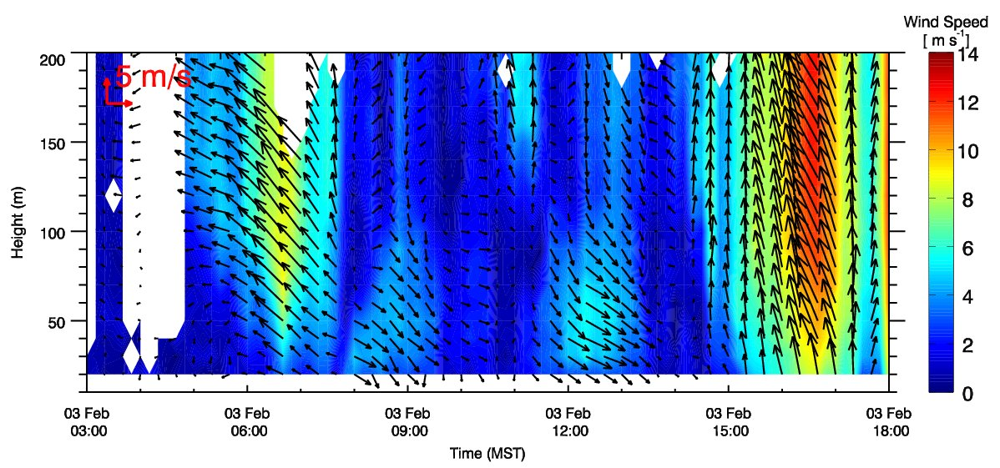 Wind Speed
[ m s-1]
5 m/s
200
150
100
50
Height (m)
14
12
10
8
6
4
2
0
03 Feb 03 Feb 03 Feb 03 Feb 03 Feb 03 Feb
03:00 06:00 09:00 12:00 15:00 18:00
Time (MST)